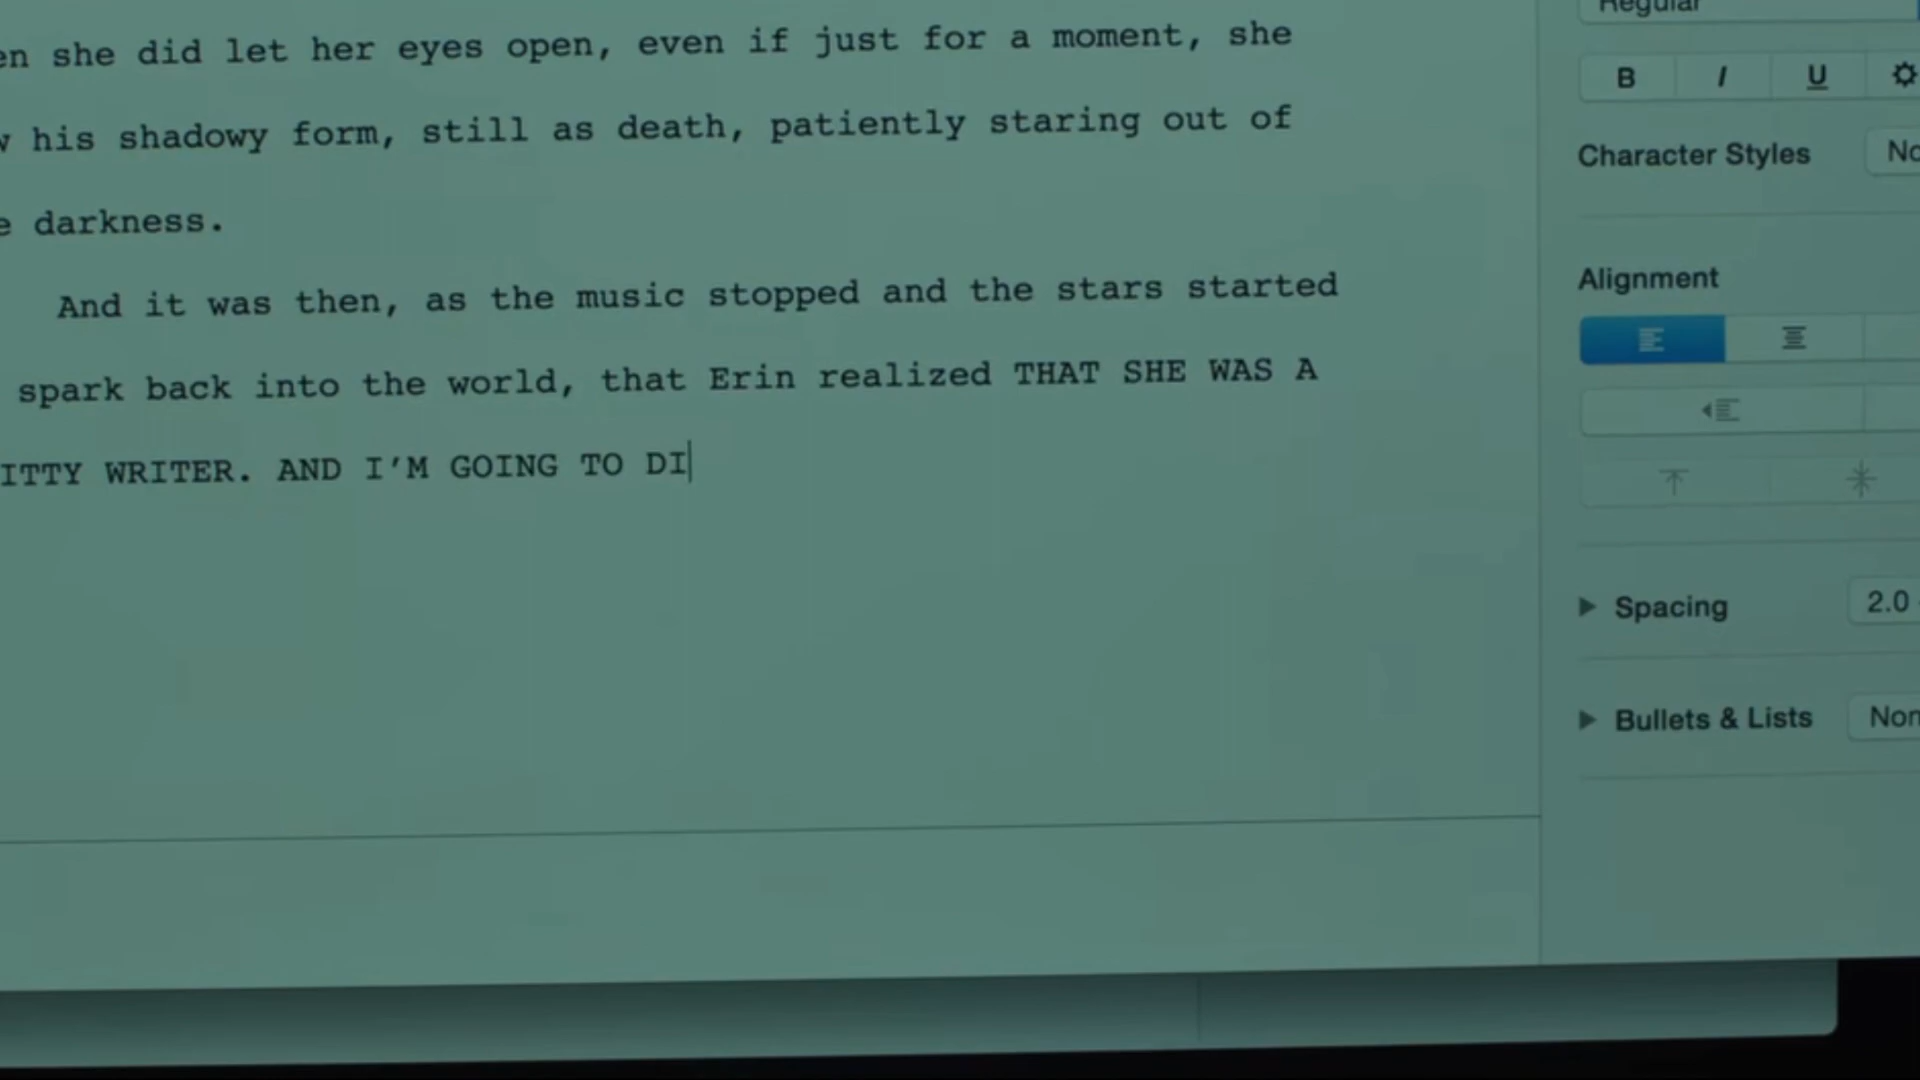 en she did let her eyes open, even if just for a moment, she
w his shadowy form, still as death, patiently staring out of
e darkness.
And it was then, as the music stopped and the stars started
spark back into the world, that Erin realized THAT SHE WAS A
ITTY WRITER. AND I'M GOING TO DI
Regular
B I U
Character Styles No
Alignment
Spacing 2.0
Bullets & Lists Non